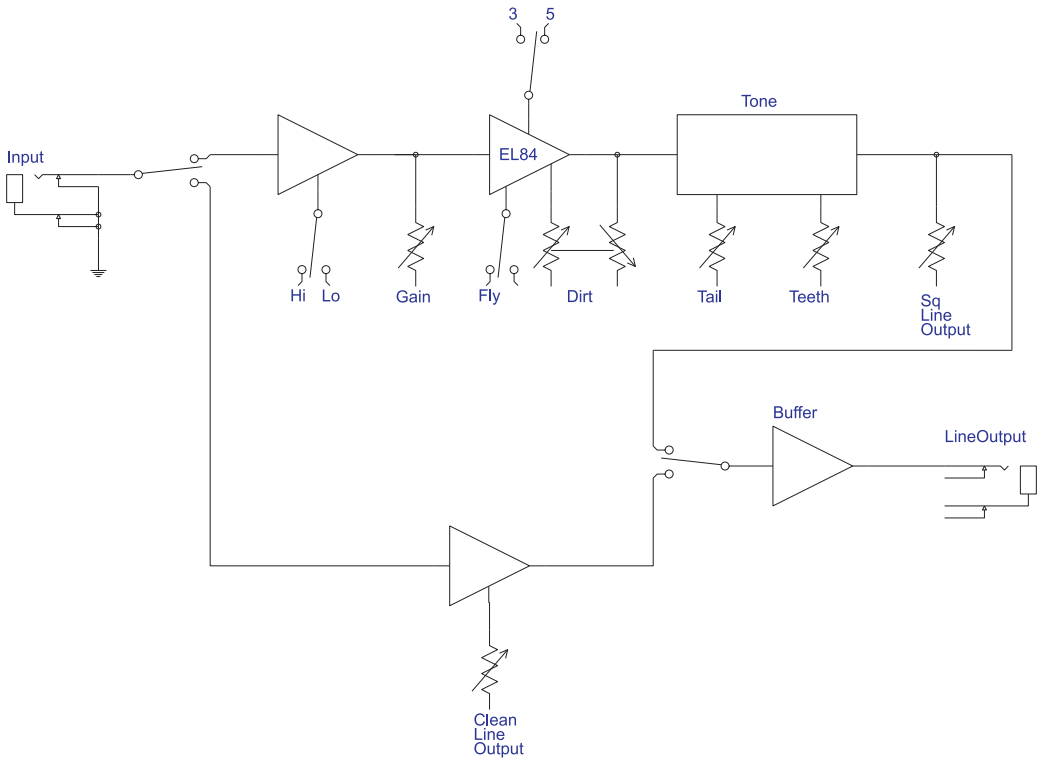 3 5
Tone
Input
EL84
Hi Lo
Gain
Fly
Dirt
Tail
Teeth
Sq
Line
Output
Buffer
LineOutput
Clean
Line
Output